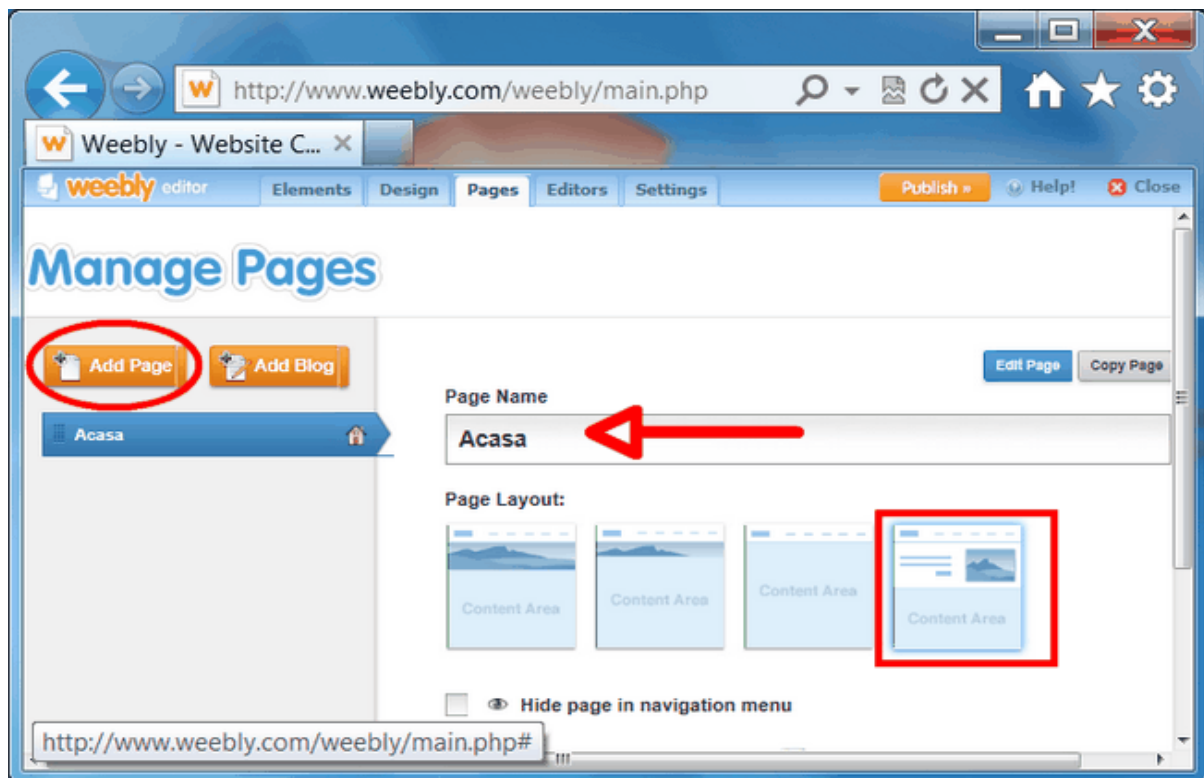 http://www.weebly.com/weebly/main.php
w Weebly - Website C...
weebly editor Elements Design Pages Editors Settings Publish » Help! Close
Manage Pages
Add Page Add Blog Edit Page Copy Page
Page Name
Acasa
Acasa
Page Layout:
Content Area Content Area Content Area Content Area
Hide page in navigation menu
http://www.weebly.com/weebly/main.php#